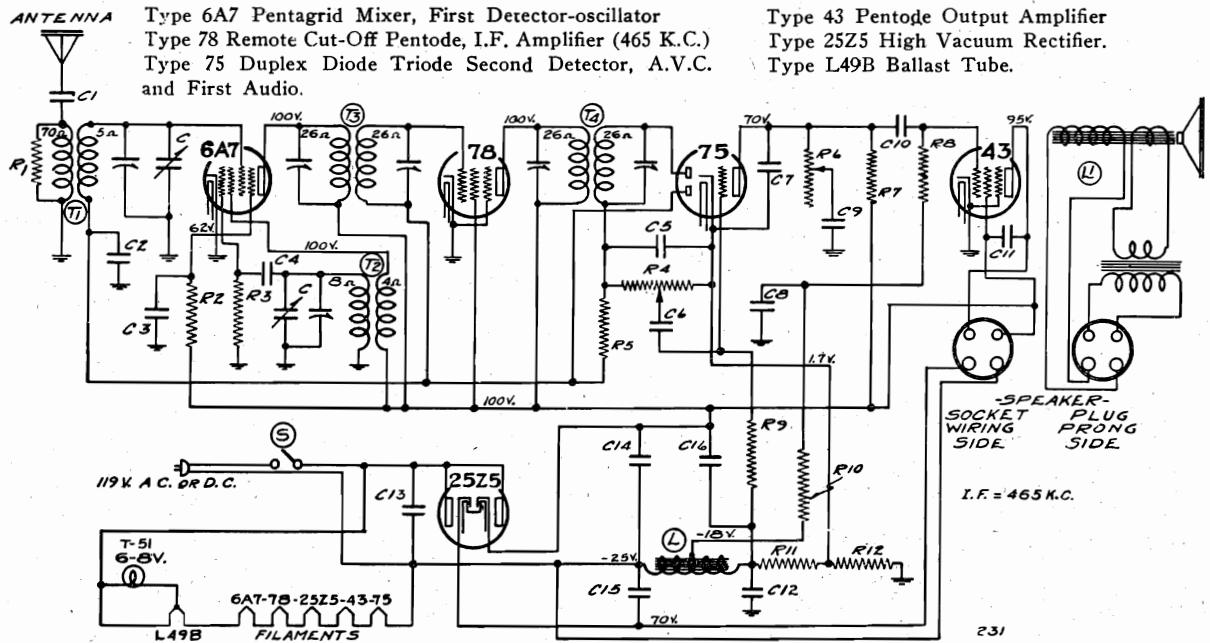 ANTENNA
Type 6A7 Pentagrid Mixer, First Detector-oscillator
Type 78 Remote Cut-Off Pentode, I.F. Amplifier (465 K.C.)
Type 75 Duplex Diode Triode Second Detector, A.V.C.
and First Audio.
Type 43 Pentode Output Amplifier
Type 25Z5 High Vacuum Rectifier.
Type L49B Ballast Tube.
C1
R1
70Ω
5Ω
T1
C
C2
6A7
100V.
26Ω
T3
26Ω
78
100V.
26Ω
T4
26Ω
75
70V.
C7
R6
C9
R7
C10
R8
43
95V.
C11
L1
62V.
100V.
C3
R2
R3
C4
C
8Ω
T2
4Ω
C5
R4
C6
R5
C8
1.7V.
100V.
-SPEAKER-
SOCKET
WIRING
SIDE
PLUG
PRONG
SIDE
S
119V. A.C. OR D.C.
C13
25Z5
C14
C16
R9
R10
I.F. = 465 K.C.
T-51
6-8V.
L
-18V.
-25V.
R11
R12
C15
C12
70V.
6A7-78-25Z5-43-75
L49B
FILAMENTS
231